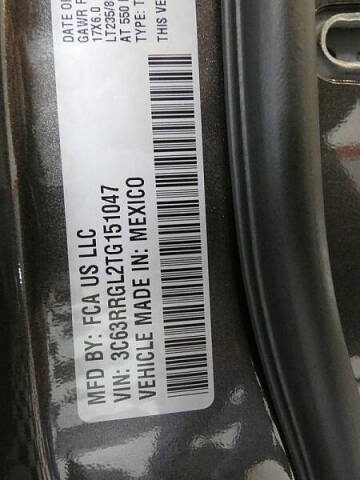 DATE O
GAWR F
17X6.0
LT235/8
AT 550
TYPE: T
THIS VE
MFD BY: FCA US LLC
VIN: 3C63RRGL2TG151047
VEHICLE MADE IN: MEXICO